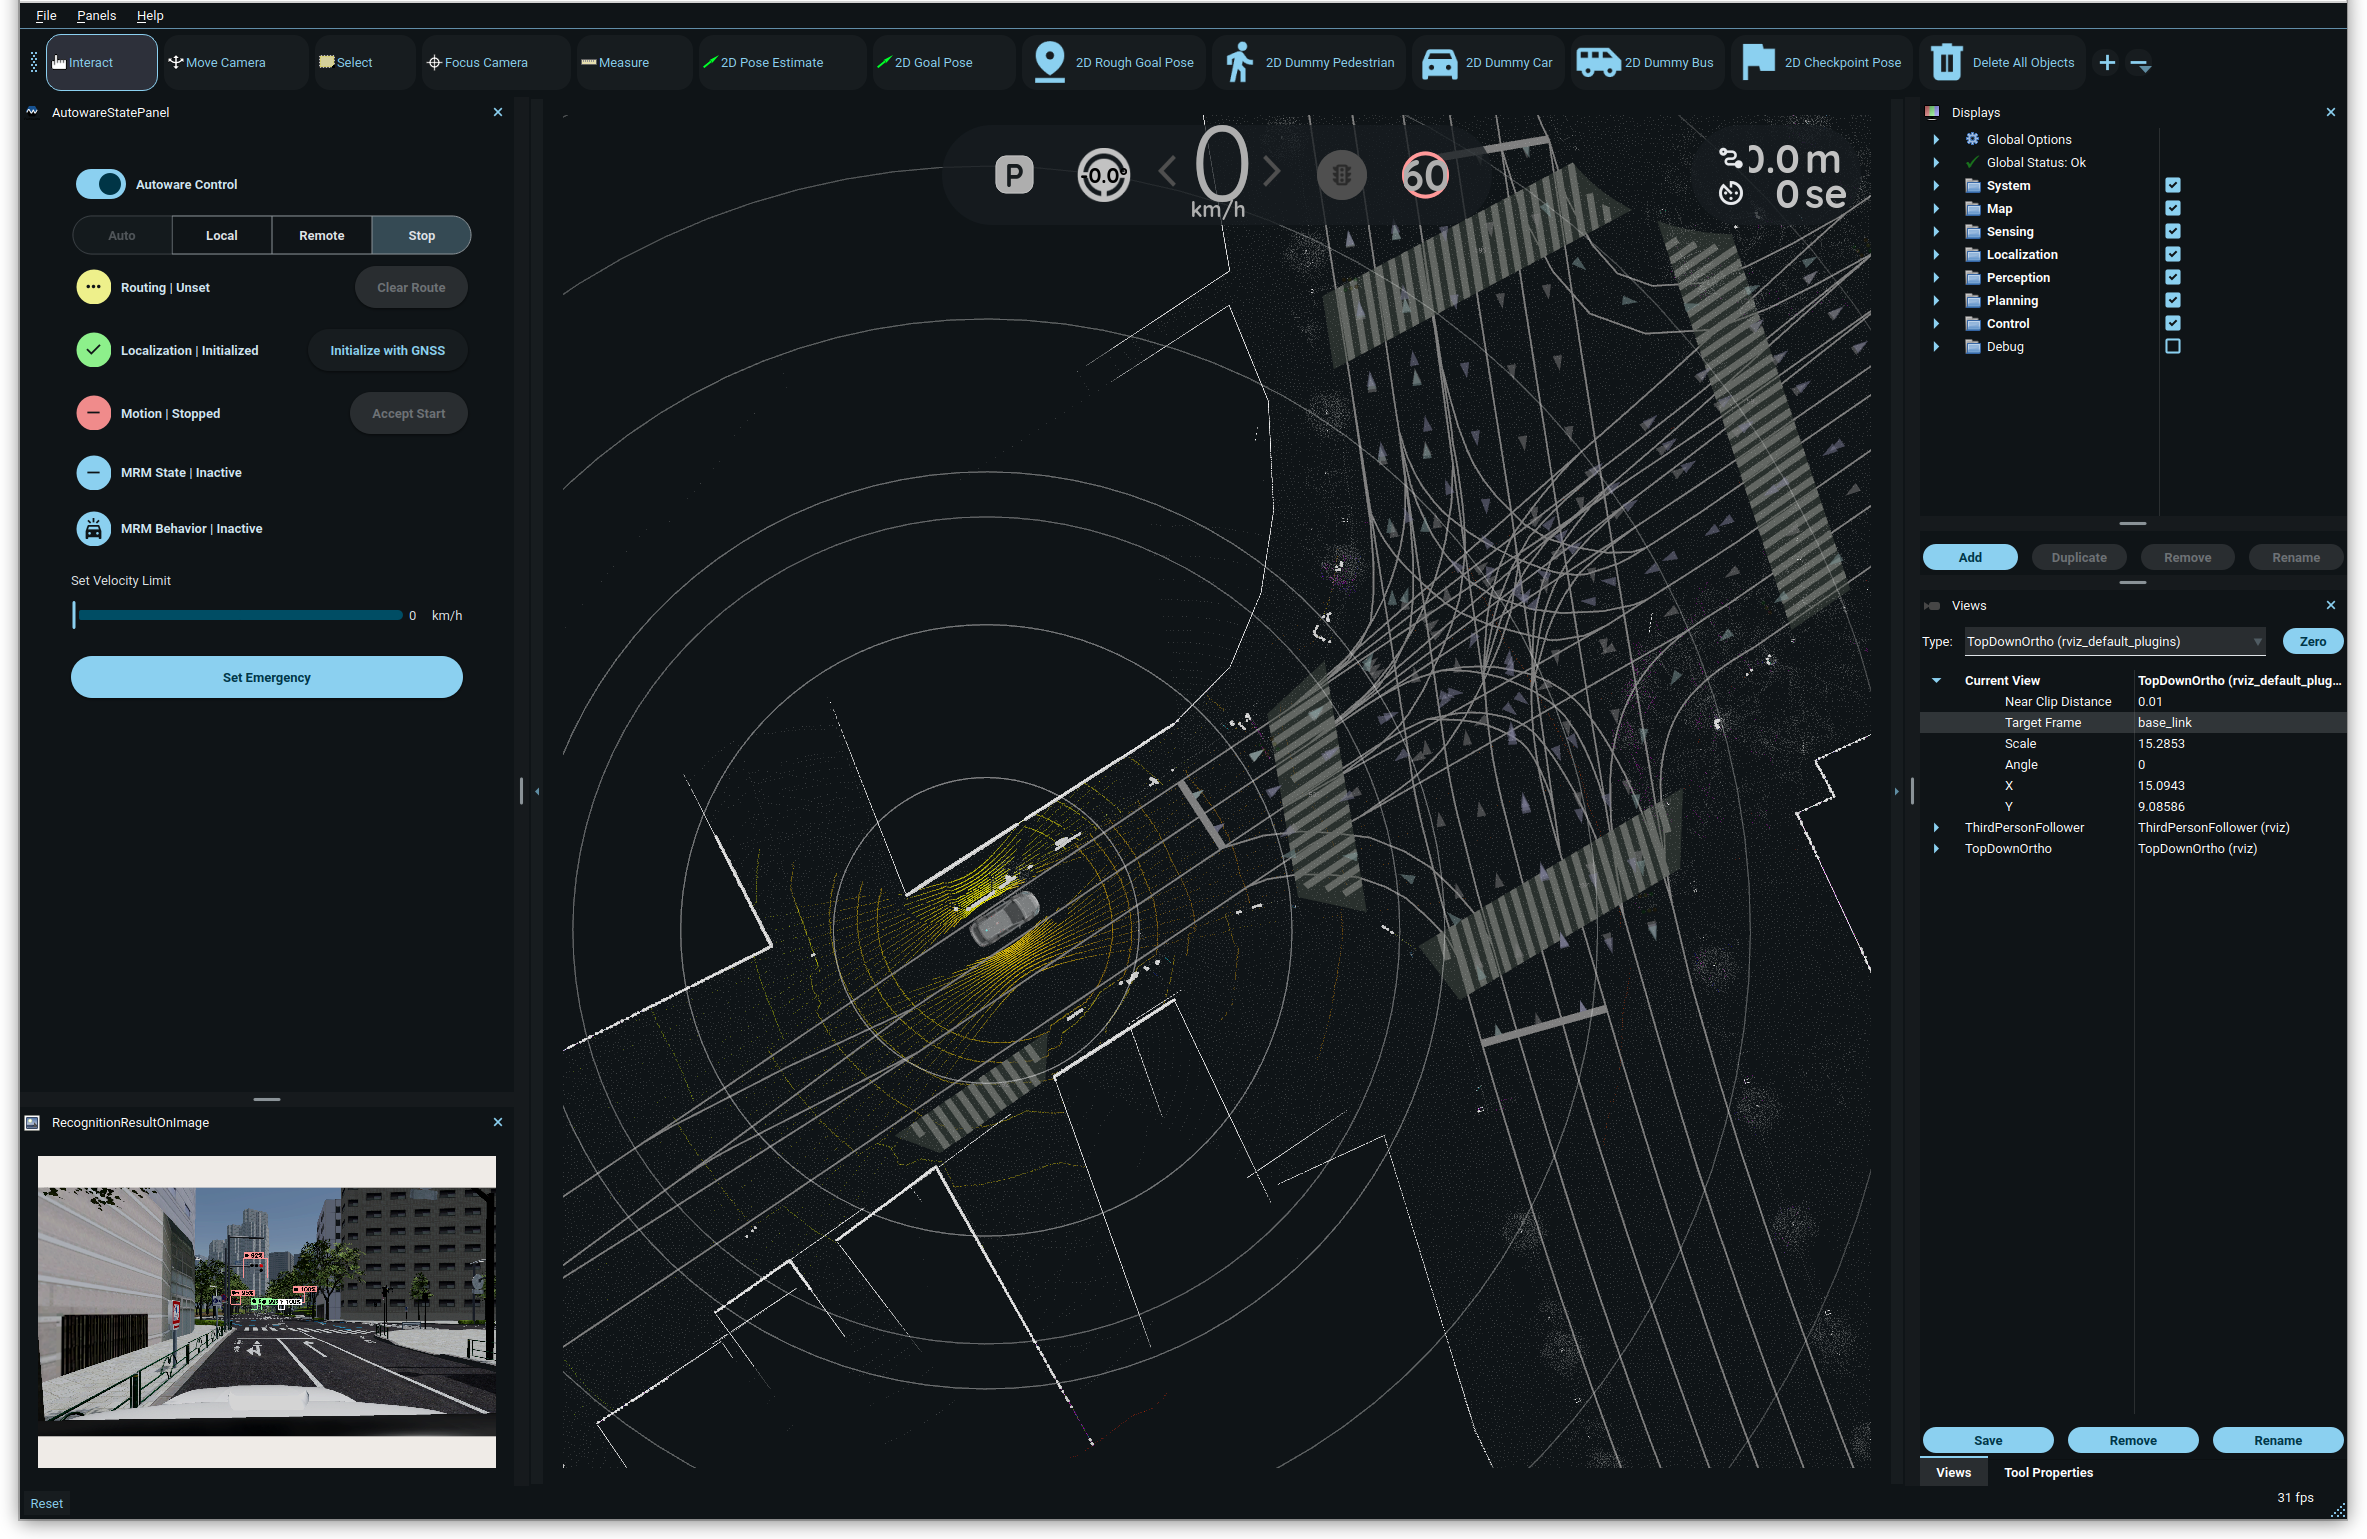 File Panels Help
Interact Move Camera Select Focus Camera Measure 2D Pose Estimate 2D Goal Pose 2D Rough Goal Pose 2D Dummy Pedestrian 2D Dummy Car 2D Dummy Bus 2D Checkpoint Pose Delete All Objects
AutowareStatePanel
Autoware Control
Auto Local Remote Stop
Routing | Unset Clear Route
Localization | Initialized Initialize with GNSS
Motion | Stopped Accept Start
MRM State | Inactive
MRM Behavior | Inactive
Set Velocity Limit
0 km/h
Set Emergency
RecognitionResultOnImage
Reset
P -0.0° 0 60
km/h
0.0 m
0 se
Displays
Global Options
Global Status: Ok
System
Map
Sensing
Localization
Perception
Planning
Control
Debug
Add Duplicate Remove Rename
Views
Type: TopDownOrtho (rviz_default_plugins) Zero
Current View TopDownOrtho (rviz_default_plug...
Near Clip Distance 0.01
Target Frame base_link
Scale 15.2853
Angle 0
X 15.0943
Y 9.08586
ThirdPersonFollower ThirdPersonFollower (rviz)
TopDownOrtho TopDownOrtho (rviz)
Save Remove Rename
Views Tool Properties
31 fps